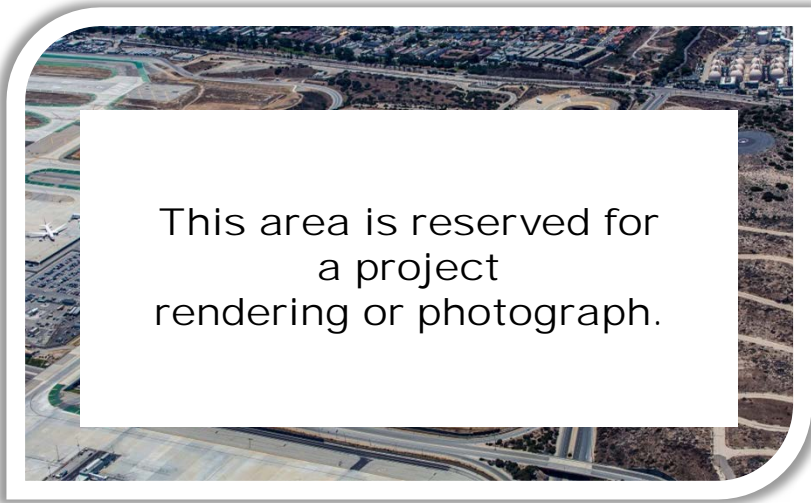 This area is reserved for
a project
rendering or photograph.